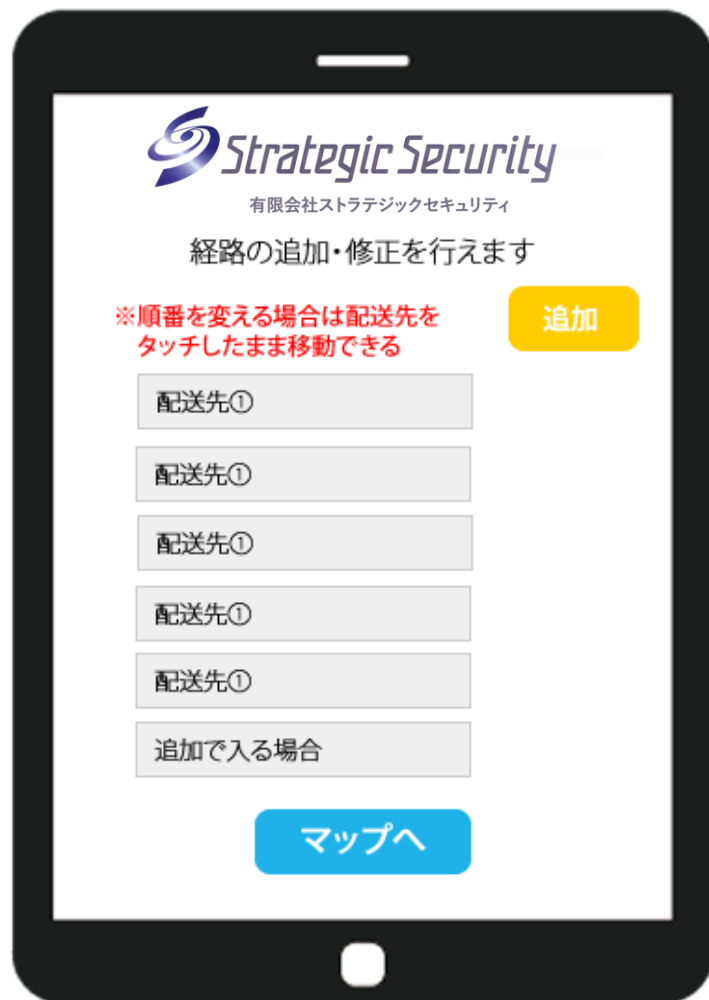 Strategic Security
有限会社ストラテジックセキュリティ
経路の追加・修正を行えます
※順番を変える場合は配送先を
タッチしたまま移動できる
追加
配送先①
配送先①
配送先①
配送先①
配送先①
追加で入る場合
マップへ